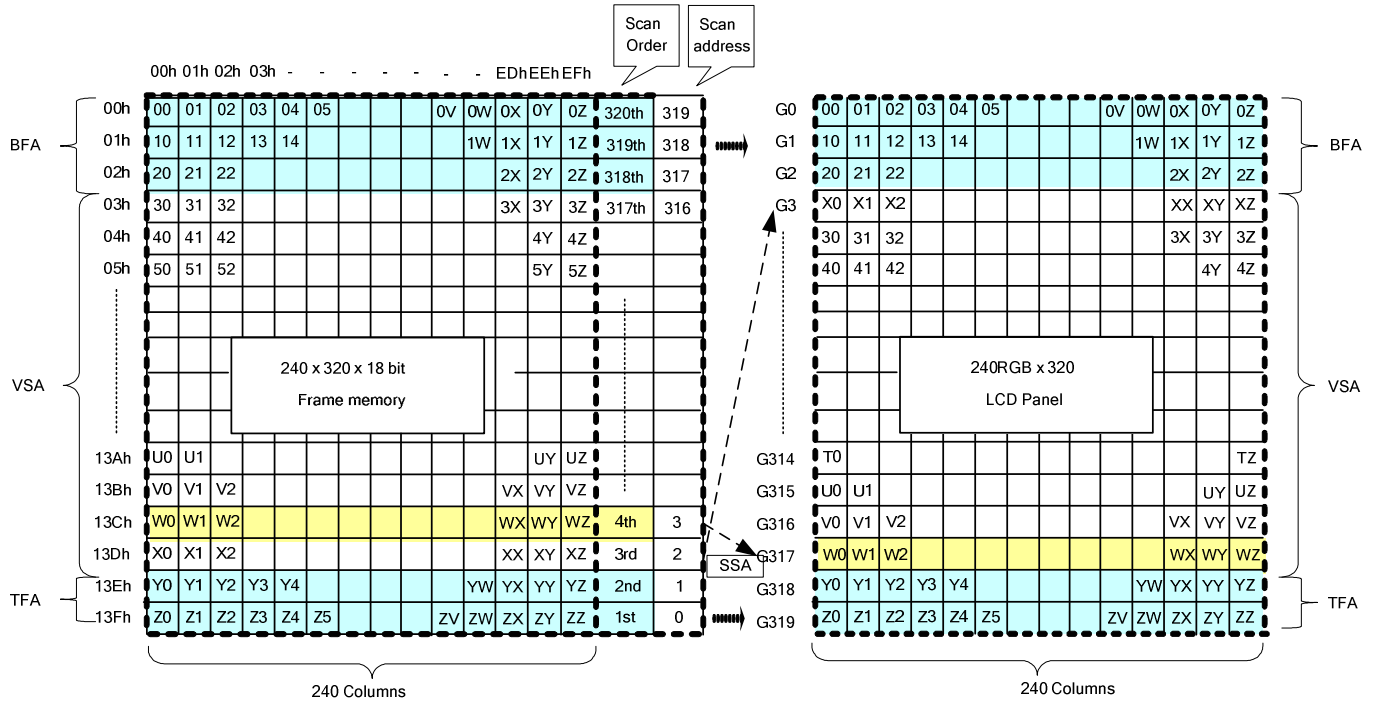 Scan Order
Scan address
00h 01h 02h 03h - - - - - - - EDh EEh EFh
00h 00 01 02 03 04 05 0V 0W 0X 0Y 0Z 320th 319 G0 00 01 02 03 04 05 0V 0W 0X 0Y 0Z
01h 10 11 12 13 14 1W 1X 1Y 1Z 319th 318 G1 10 11 12 13 14 1W 1X 1Y 1Z
BFA BFA
02h 20 21 22 2X 2Y 2Z 318th 317 G2 20 21 22 2X 2Y 2Z
03h 30 31 32 3X 3Y 3Z 317th 316 G3 X0 X1 X2 XX XY XZ
04h 40 41 42 4Y 4Z 30 31 32 3X 3Y 3Z
05h 50 51 52 5Y 5Z 40 41 42 4Y 4Z
240 x 320 x 18 bit
Frame memory
240RGB x 320
LCD Panel
VSA VSA
13Ah U0 U1 UY UZ G314 T0 TZ
13Bh V0 V1 V2 VX VY VZ G315 U0 U1 UY UZ
13Ch W0 W1 W2 WX WY WZ 4th 3 G316 V0 V1 V2 VX VY VZ
13Dh X0 X1 X2 XX XY XZ 3rd 2 G317 W0 W1 W2 WX WY WZ
SSA
13Eh Y0 Y1 Y2 Y3 Y4 YW YX YY YZ 2nd 1 G318 Y0 Y1 Y2 Y3 Y4 YW YX YY YZ
TFA TFA
13Fh Z0 Z1 Z2 Z3 Z4 Z5 ZV ZW ZX ZY ZZ 1st 0 G319 Z0 Z1 Z2 Z3 Z4 Z5 ZV ZW ZX ZY ZZ
240 Columns
240 Columns